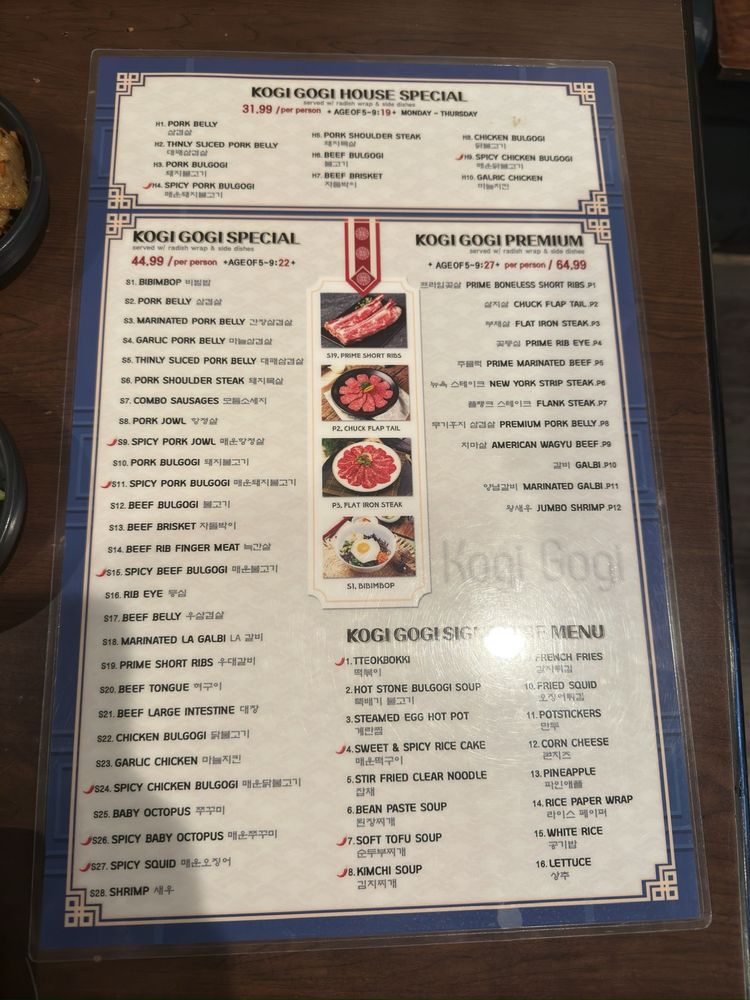 KOGI GOGI HOUSE SPECIAL
served w/ radish wrap & side dishes
31,99 /per person + AGE OF 5-9:19+ MONDAY - THURSDAY
H1. PORK BELLY
삼겹살
H2. THNLY SLICED PORK BELLY
대패삼겹살
H3. PORK BULGOGI
돼지불고기
H4. SPICY PORK BULGOGI
매운돼지불고기
H5. PORK SHOULDER STEAK
돼지목살
H6. BEEF BULGOGI
불고기
H7. BEEF BRISKET
차돌박이
H8. CHICKEN BULGOGI
닭불고기
H9. SPICY CHICKEN BULGOGI
매운닭불고기
H10. GALRIC CHICKEN
마늘치킨
KOGI GOGI SPECIAL
served w/ radish wrap & side dishes
44,99 /per person +AGE OF 5-9:22+
S1. BIBIMBOP 비빔밥
S2. PORK BELLY 삼겹살
S3. MARINATED PORK BELLY 간장삼겹살
S4. GARLIC PORK BELLY 마늘삼겹살
S5. THINLY SLICED PORK BELLY 대패삼겹살
S6. PORK SHOULDER STEAK 돼지목살
S7. COMBO SAUSAGES 모듬소세지
S8. PORK JOWL 항정살
S9. SPICY PORK JOWL 매운항정살
S10. PORK BULGOGI 돼지불고기
S11. SPICY PORK BULGOGI 매운돼지불고기
S12. BEEF BULGOGI 불고기
S13. BEEF BRISKET 차돌박이
S14. BEEF RIB FINGER MEAT 늑간살
S15. SPICY BEEF BULGOGI 매운불고기
S16. RIB EYE 등심
S17. BEEF BELLY 우삼겹살
S18. MARINATED LA GALBI LA 갈비
S19. PRIME SHORT RIBS 우대갈비
S20. BEEF TONGUE 혀구이
S21. BEEF LARGE INTESTINE 대창
S22. CHICKEN BULGOGI 닭불고기
S23. GARLIC CHICKEN 마늘치킨
S24. SPICY CHICKEN BULGOGI 매운닭불고기
S25. BABY OCTOPUS 쭈꾸미
S26. SPICY BABY OCTOPUS 매운쭈꾸미
S27. SPICY SQUID 매운오징어
S28. SHRIMP 새우
S19. PRIME SHORT RIBS
P2. CHUCK FLAP TAIL
P3. FLAT IRON STEAK
S1. BIBIMBOP
KOGI GOGI PREMIUM
served w/ radish wrap & side dishes
+ AGE OF 5-9:27+ per person / 64,99
프라임꽃살 PRIME BONELESS SHORT RIBS .P1
살치살 CHUCK FLAP TAIL .P2
부채살 FLAT IRON STEAK .P3
꽃등심 PRIME RIB EYE .P4
주물럭 PRIME MARINATED BEEF .P5
뉴욕 스테이크 NEW YORK STRIP STEAK .P6
플랭크 스테이크 FLANK STEAK .P7
삼겹살 PREMIUM PORK BELLY .P8
AMERICAN WAGYU BEEF .P9
갈비 GALBI .P10
양념갈비 MARINATED GALBI .P11
왕새우 JUMBO SHRIMP .P12
Kogi Gogi
KOGI GOGI MENU
1. TTEOKBOKKI
떡볶이
2. HOT STONE BULGOGI SOUP
뚝배기 불고기
3. STEAMED EGG HOT POT
계란찜
4. SWEET & SPICY RICE CAKE
매운떡구이
5. STIR FRIED CLEAR NOODLE
잡채
6. BEAN PASTE SOUP
된장찌개
7. SOFT TOFU SOUP
순두부찌개
8. KIMCHI SOUP
김치찌개
FRENCH FRIES
감자튀김
10. FRIED SQUID
오징어튀김
11. POTSTICKERS
만두
12. CORN CHEESE
콘치즈
13. PINEAPPLE
파인애플
14. RICE PAPER WRAP
라이스 페이퍼
15. WHITE RICE
공기밥
16. LETTUCE
상추